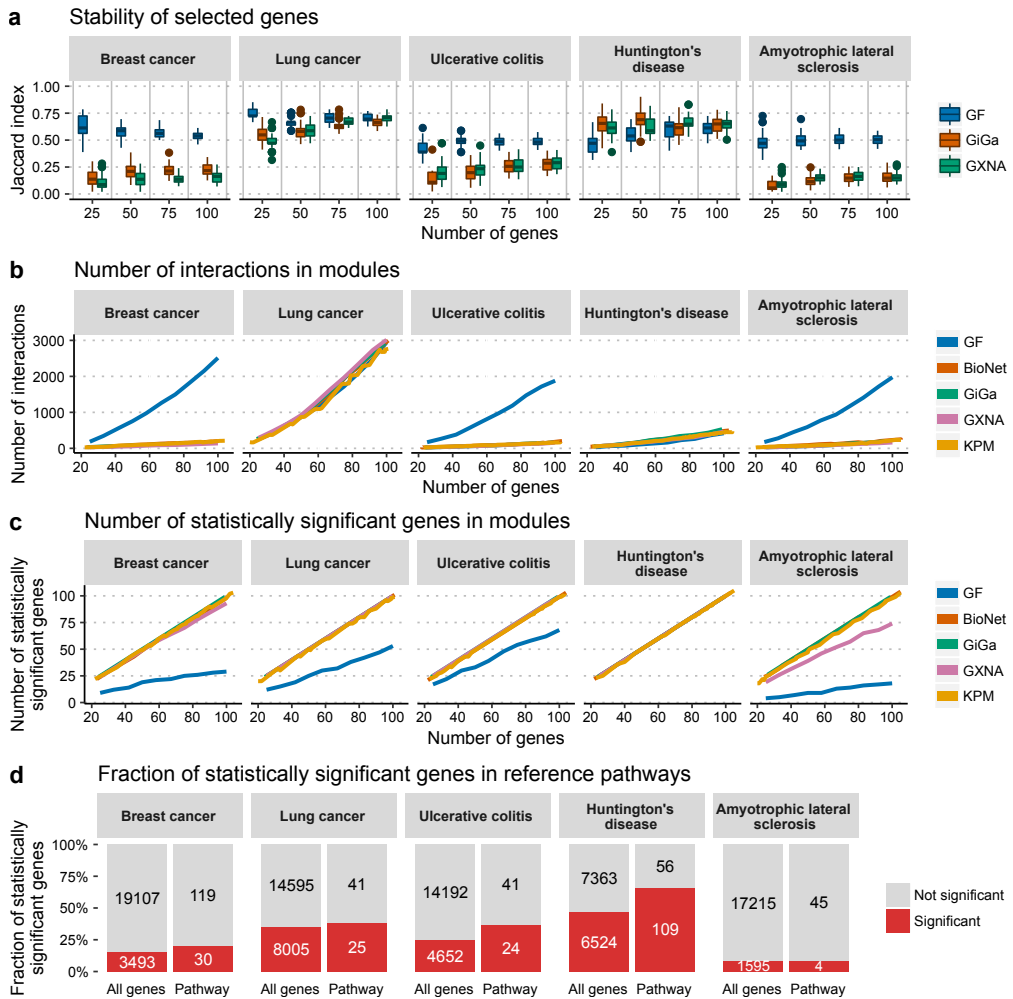 a Stability of selected genes
Breast cancer Lung cancer Ulcerative colitis Huntington's disease Amyotrophic lateral sclerosis
Jaccard index
1.00
0.75
0.50
0.25
0.00
25 50 75 100 25 50 75 100 25 50 75 100 25 50 75 100 25 50 75 100
Number of genes
GF
GiGa
GXNA
b Number of interactions in modules
Breast cancer Lung cancer Ulcerative colitis Huntington's disease Amyotrophic lateral sclerosis
Number of interactions
3000
2000
1000
0
20 40 60 80 100 20 40 60 80 100 20 40 60 80 100 20 40 60 80 100 20 40 60 80 100
Number of genes
GF
BioNet
GiGa
GXNA
KPM
c Number of statistically significant genes in modules
Breast cancer Lung cancer Ulcerative colitis Huntington's disease Amyotrophic lateral sclerosis
Number of statistically significant genes
100
75
50
25
0
20 40 60 80 100 20 40 60 80 100 20 40 60 80 100 20 40 60 80 100 20 40 60 80 100
Number of genes
GF
BioNet
GiGa
GXNA
KPM
d Fraction of statistically significant genes in reference pathways
Breast cancer Lung cancer Ulcerative colitis Huntington's disease Amyotrophic lateral sclerosis
Fraction of statistically significant genes
100%
75%
50%
25%
0%
19107 119 14595 41 14192 41 7363 56 17215 45
3493 30 8005 25 4652 24 6524 109 1595 4
All genes Pathway All genes Pathway All genes Pathway All genes Pathway All genes Pathway
Not significant
Significant